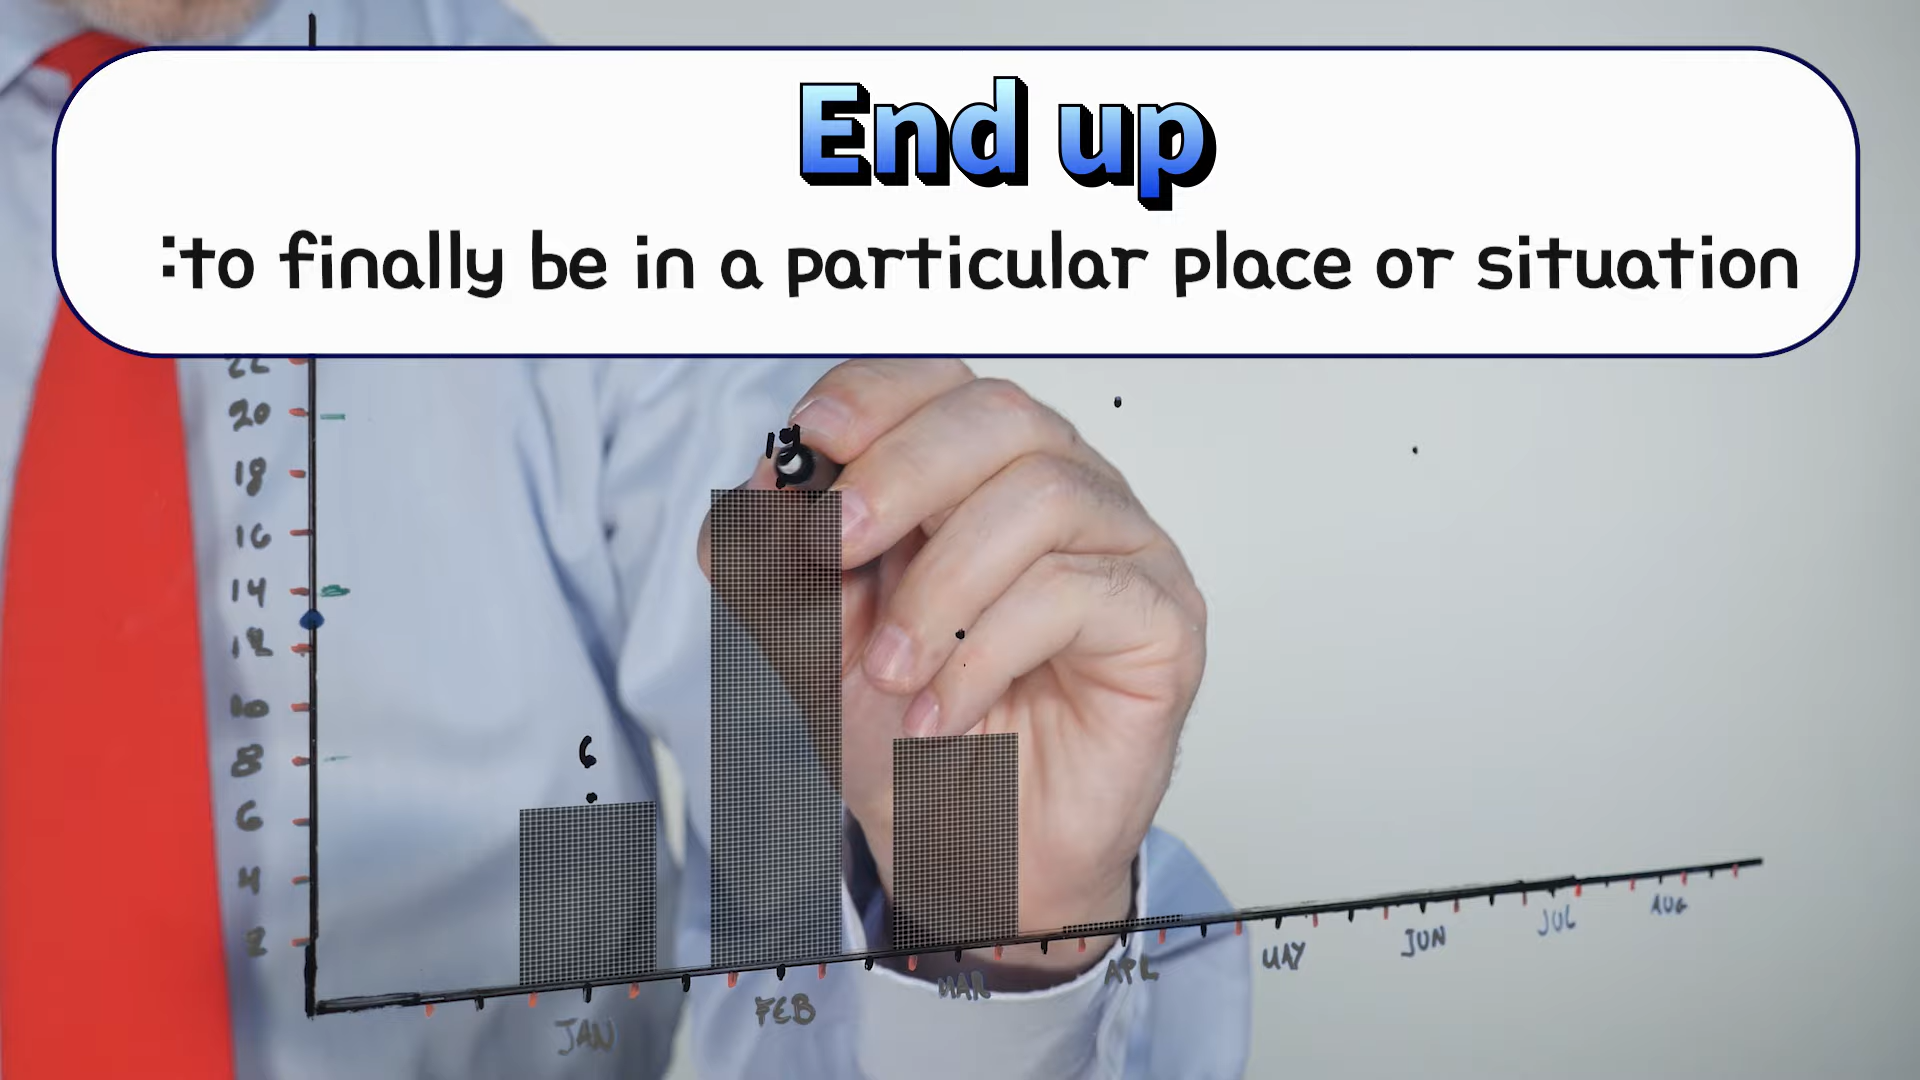 End up
:to finally be in a particular place or situation
22
20
18
16
14
12
10
8
6
4
2
6
JAN
FEB
MAR
APL
MAY
JUN
JUL
AUG